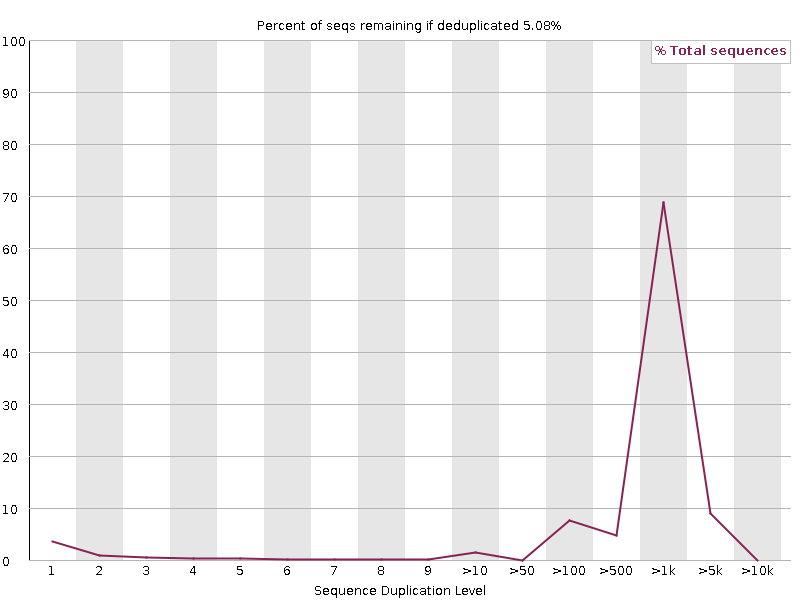 Percent of seqs remaining if deduplicated 5.08%
% Total sequences
100
90
80
70
60
50
40
30
20
10
0
1 2 3 4 5 6 7 8 9 >10 >50 >100 >500 >1k >5k >10k
Sequence Duplication Level